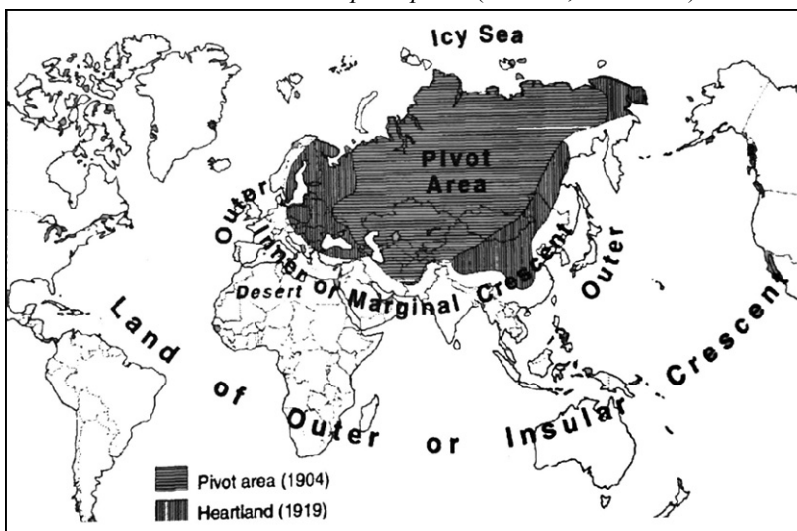 Icy Sea
Pivot
Area
Outer
Inner or Marginal Crescent
Outer
Desert
Land of Outer or Insular Crescent
Pivot area (1904)
Heartland (1919)